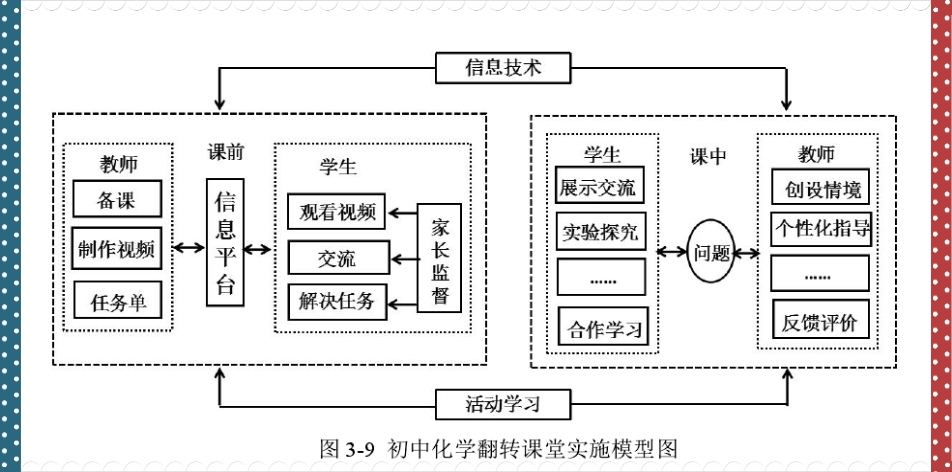 信息技术
课前
教师
备课
制作视频
任务单
信息平台
学生
观看视频
交流
解决任务
家长监督
课中
学生
展示交流
实验探究
......
合作学习
问题
教师
创设情境
个性化指导
......
反馈评价
活动学习
图 3-9 初中化学翻转课堂实施模型图